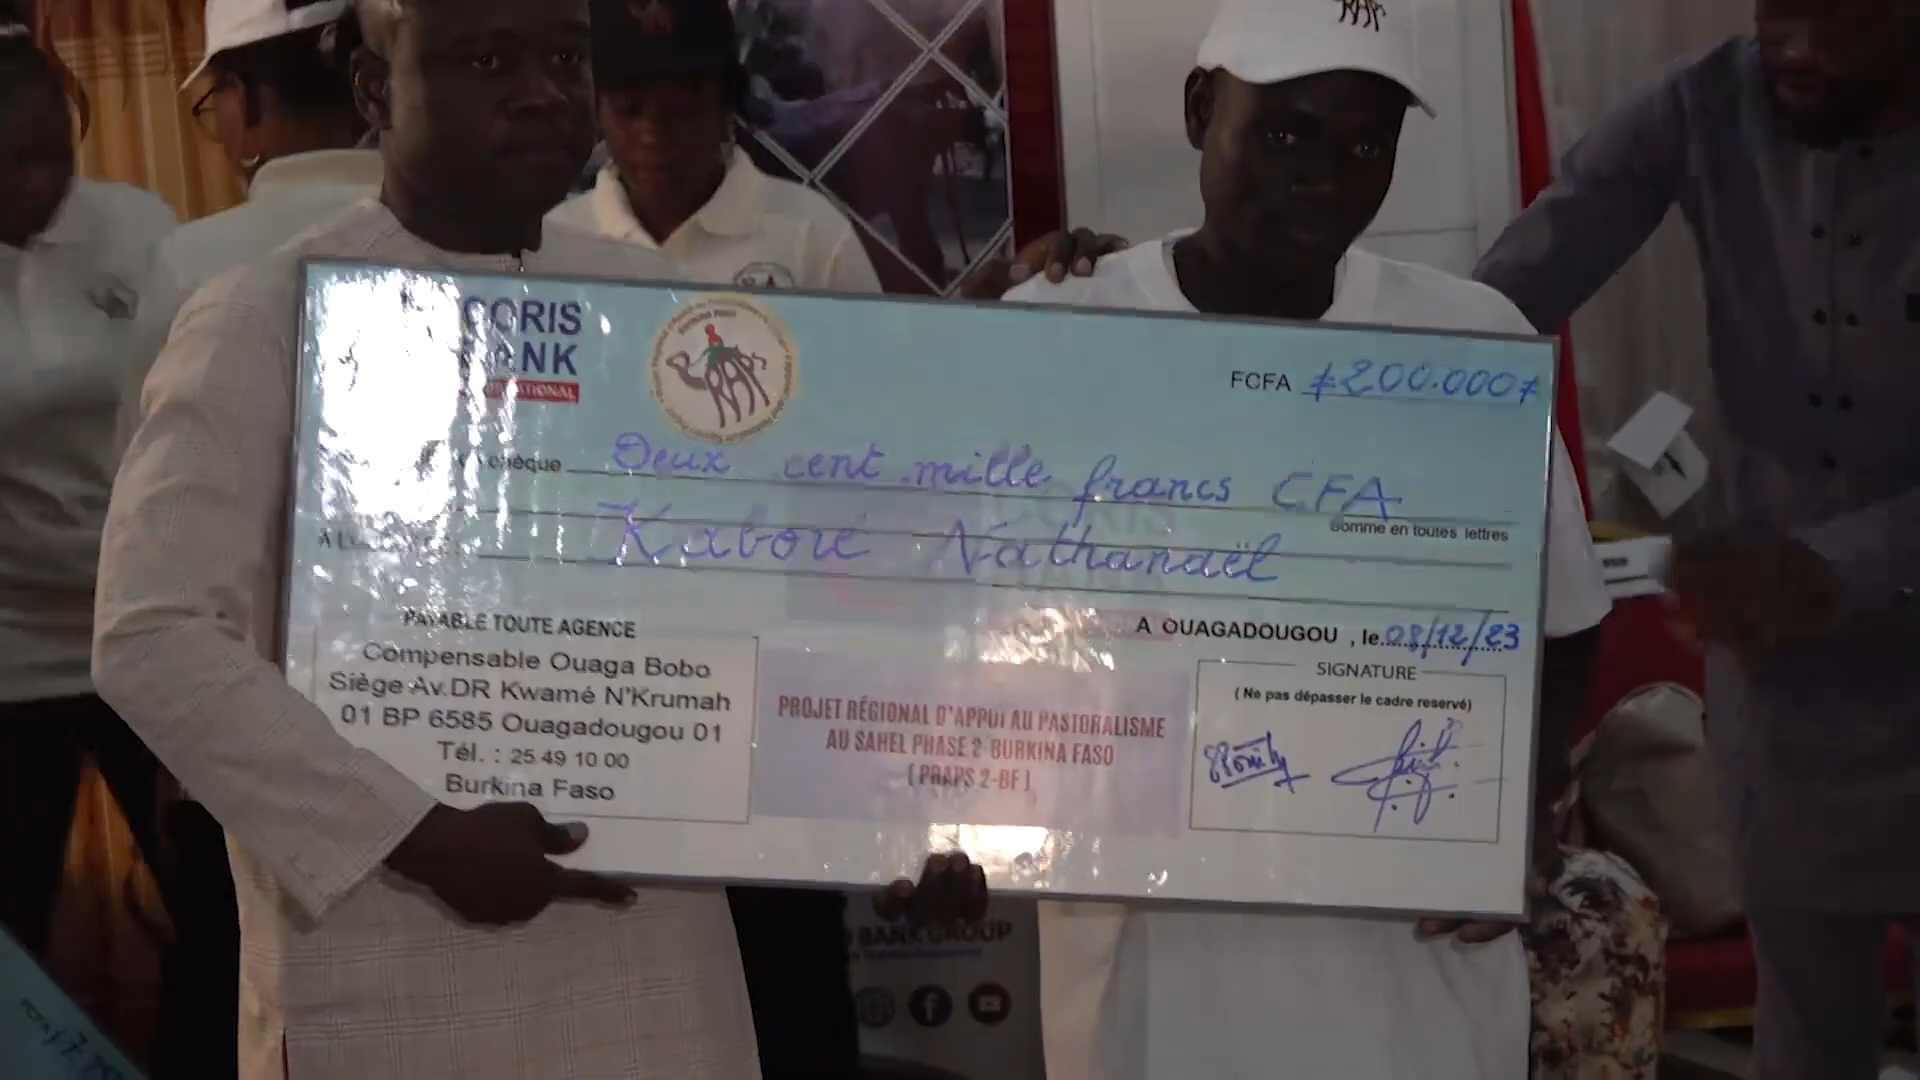 CORIS
BANK
PRAPS
FCFA ≠200.000≠
chèque Deux cent mille francs CFA
Somme en toutes lettres
Kaboré Nathanaël
PAYABLE TOUTE AGENCE
Compensable Ouaga Bobo
Siège Av.DR Kwamé N'Krumah
01 BP 6585 Ouagadougou 01
Tél. : 25 49 10 00
Burkina Faso
PROJET RÉGIONAL D'APPUI AU PASTORALISME
AU SAHEL PHASE 2-BURKINA FASO
( PRAPS 2-BF )
A OUAGADOUGOU , le 08/12/23
SIGNATURE
( Ne pas dépasser le cadre reservé)
BANK GROUP